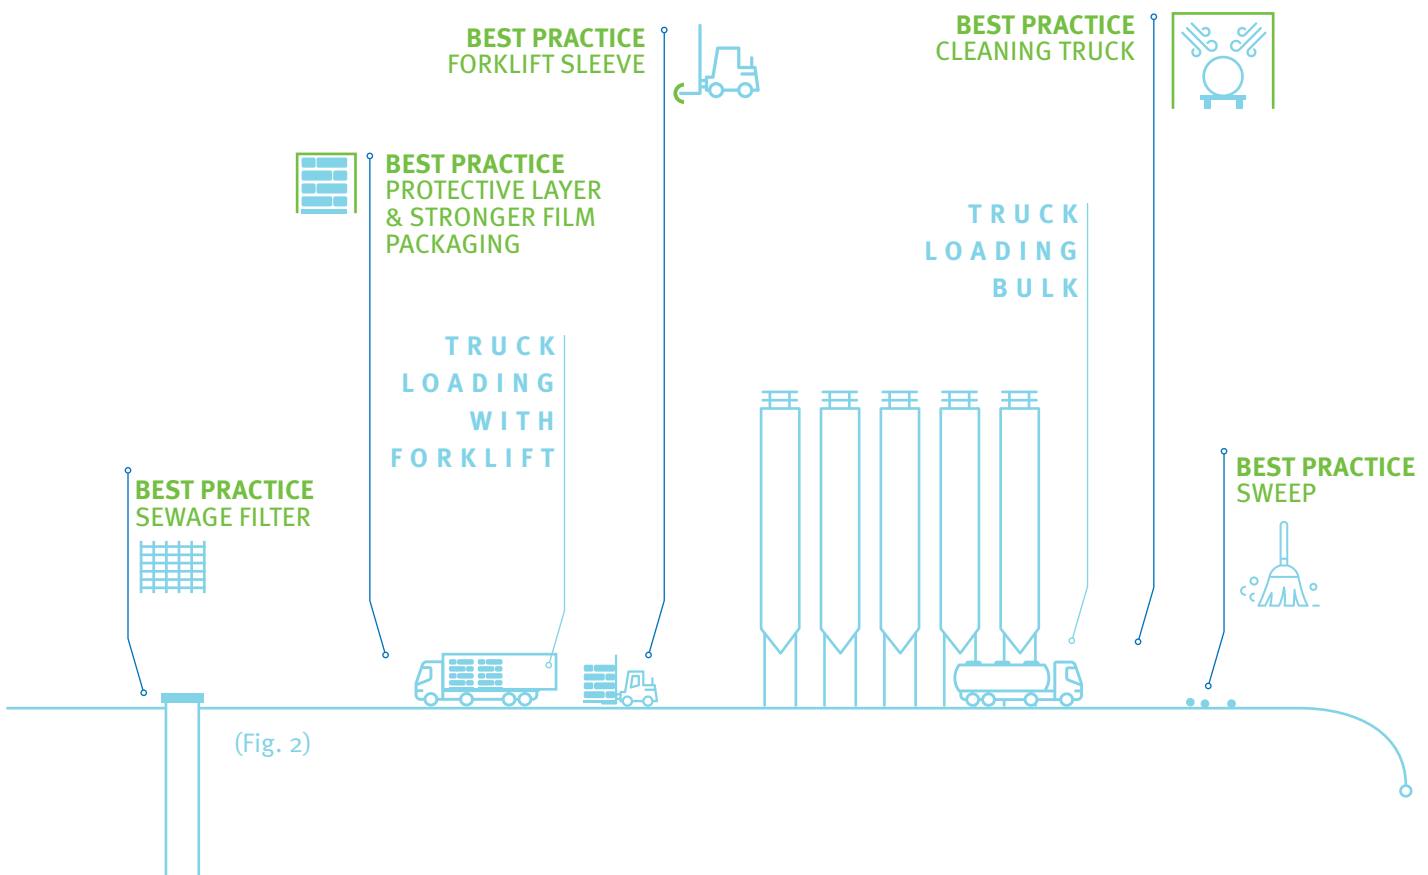 BEST PRACTICE
FORKLIFT SLEEVE
BEST PRACTICE
CLEANING TRUCK
BEST PRACTICE
PROTECTIVE LAYER
& STRONGER FILM
PACKAGING
TRUCK
LOADING
BULK
TRUCK
LOADING
WITH
FORKLIFT
BEST PRACTICE
SEWAGE FILTER
BEST PRACTICE
SWEEP
(Fig. 2)